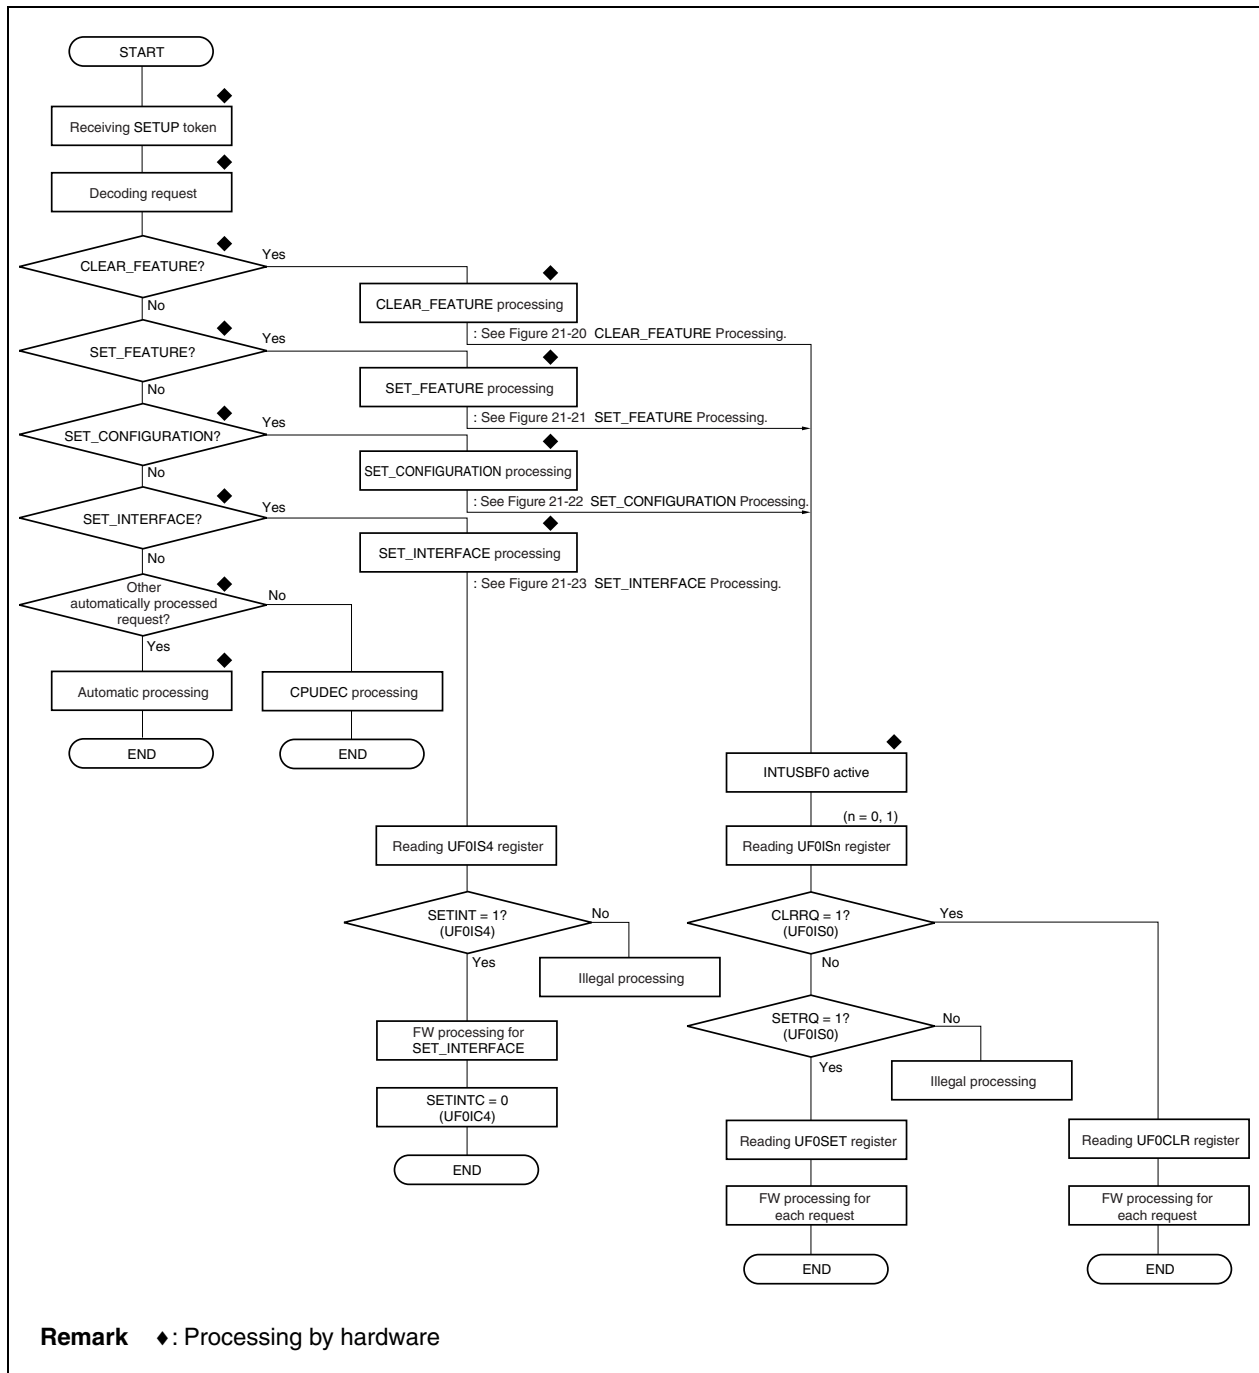 START
Receiving SETUP token
Decoding request
CLEAR_FEATURE?
Yes
No
CLEAR_FEATURE processing
: See Figure 21-20 CLEAR_FEATURE Processing.
SET_FEATURE?
Yes
No
SET_FEATURE processing
: See Figure 21-21 SET_FEATURE Processing.
SET_CONFIGURATION?
Yes
No
SET_CONFIGURATION processing
: See Figure 21-22 SET_CONFIGURATION Processing.
SET_INTERFACE?
Yes
No
SET_INTERFACE processing
: See Figure 21-23 SET_INTERFACE Processing.
Other
automatically processed
request?
No
Yes
Automatic processing
END
CPUDEC processing
END
Reading UF0IS4 register
SETINT = 1?
(UF0IS4)
No
Yes
Illegal processing
FW processing for
SET_INTERFACE
SETINTC = 0
(UF0IC4)
END
INTUSBF0 active
(n = 0, 1)
Reading UF0ISn register
CLRRQ = 1?
(UF0IS0)
Yes
No
SETRQ = 1?
(UF0IS0)
No
Yes
Illegal processing
Reading UF0SET register
FW processing for
each request
END
Reading UF0CLR register
FW processing for
each request
END
Remark ♦: Processing by hardware